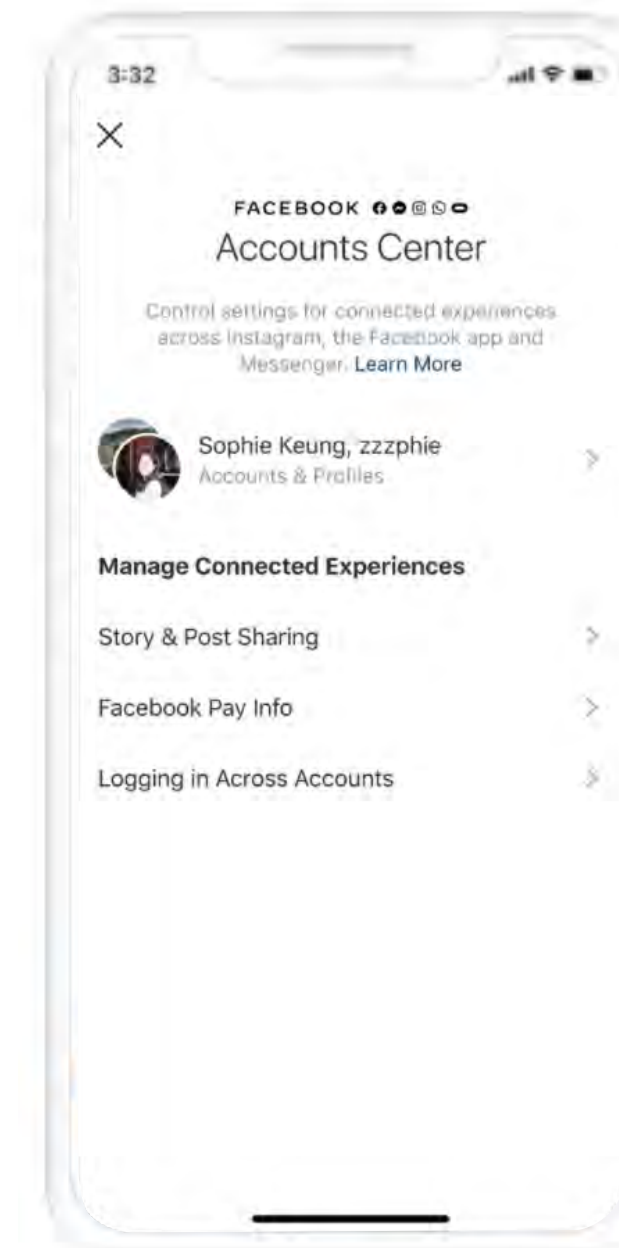 3:32
FACEBOOK
Accounts Center
Control settings for connected experiences
across Instagram, the Facebook app and
Messenger. Learn More
Sophie Keung, zzzphie
Accounts & Profiles
Manage Connected Experiences
Story & Post Sharing
Facebook Pay Info
Logging in Across Accounts